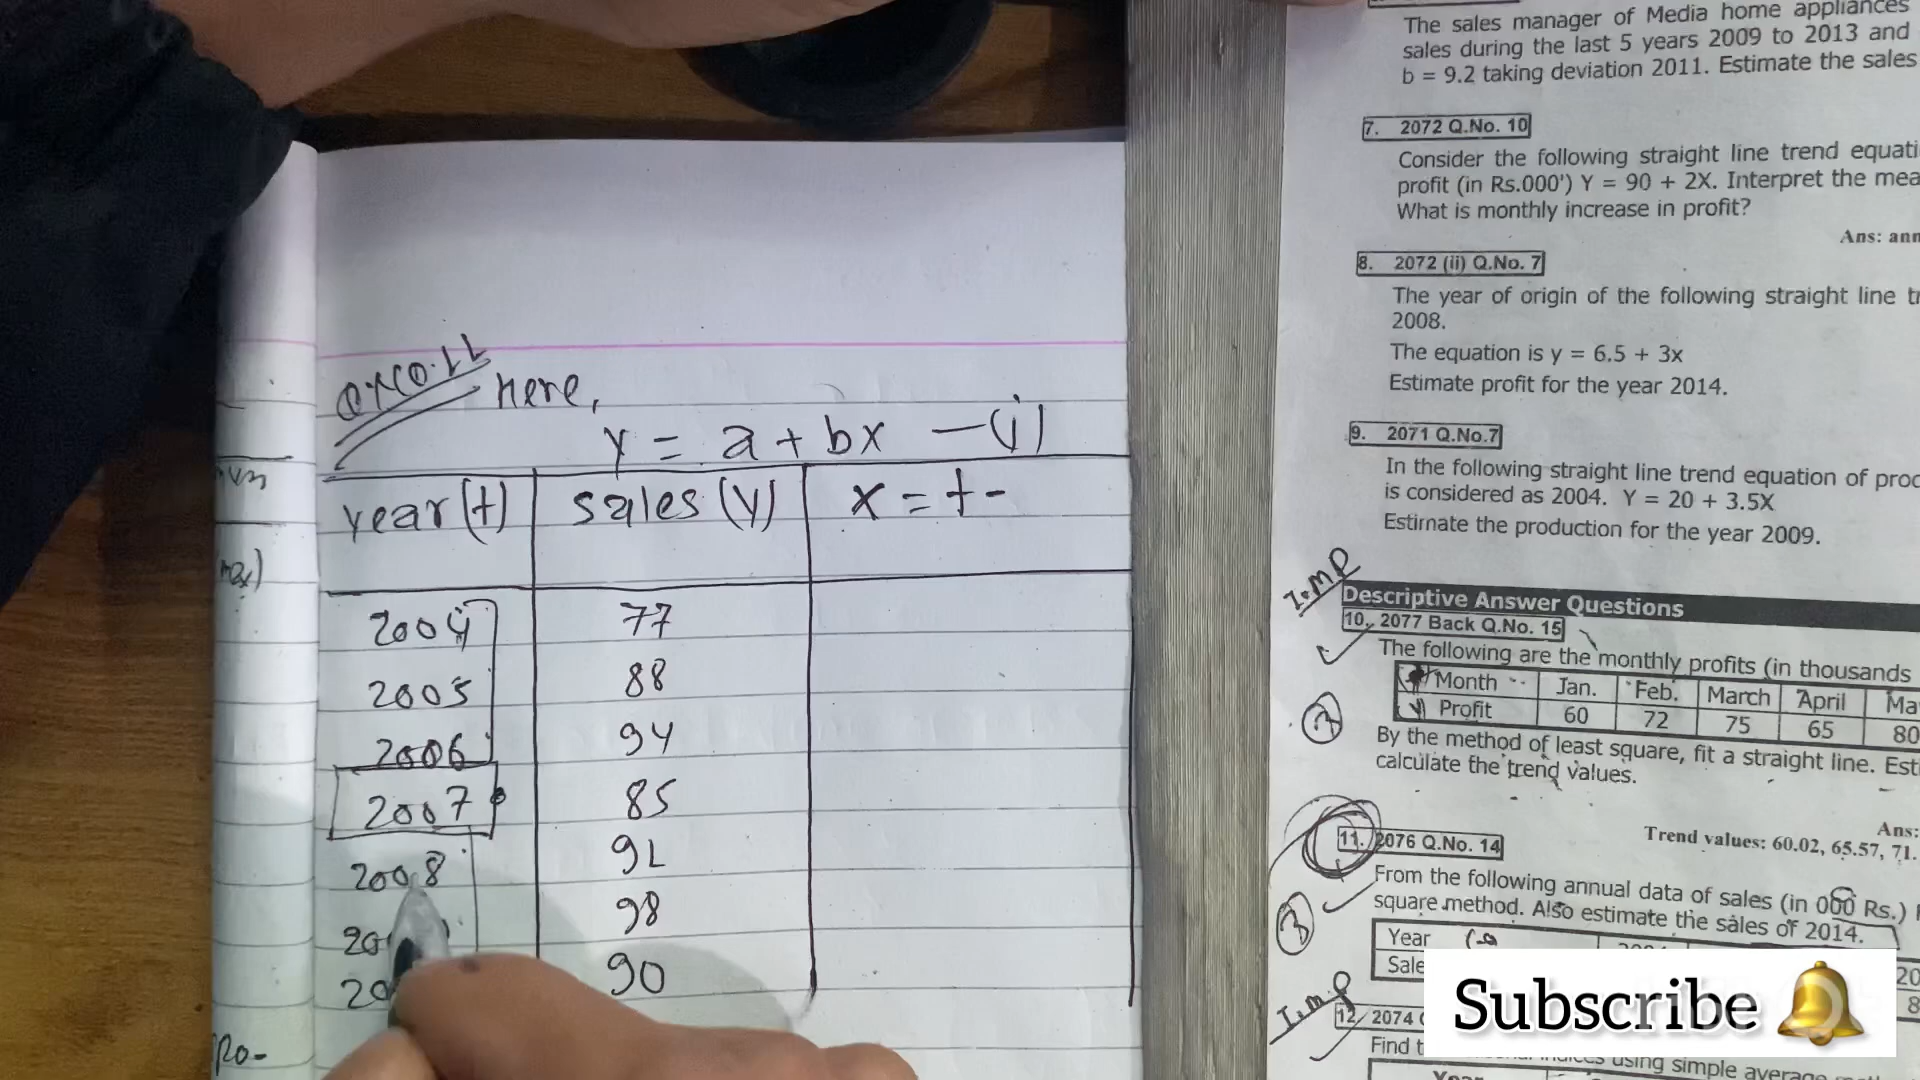 QNO.11
here,
Y = a + bx —(i)
year(t) sales(Y) x = t -
2004 77
2005 88
2006 94
2007 85
2008 91
98
90
The sales manager of Media home appliances
sales during the last 5 years 2009 to 2013 and
b = 9.2 taking deviation 2011. Estimate the sales
7. 2072 Q.No. 10
Consider the following straight line trend equati
profit (in Rs.000') Y = 90 + 2X. Interpret the mea
What is monthly increase in profit?
Ans: ann
8. 2072 (ii) Q.No. 7
The year of origin of the following straight line tr
2008.
The equation is y = 6.5 + 3x
Estimate profit for the year 2014.
9. 2071 Q.No.7
In the following straight line trend equation of proc
is considered as 2004. Y = 20 + 3.5X
Estimate the production for the year 2009.
I.MP
Descriptive Answer Questions
10. 2077 Back Q.No. 15
The following are the monthly profits (in thousands
Month Jan. Feb. March April Ma
Profit 60 72 75 65 80
By the method of least square, fit a straight line. Est
calculate the trend values.
Ans:
Trend values: 60.02, 65.57, 71.
11. 2076 Q.No. 14
From the following annual data of sales (in 000 Rs.)
square method. Also estimate the sales of 2014.
Year 20
Sale 8
I.m.p
12. 2074
Find t using simple average
Year
Subscribe